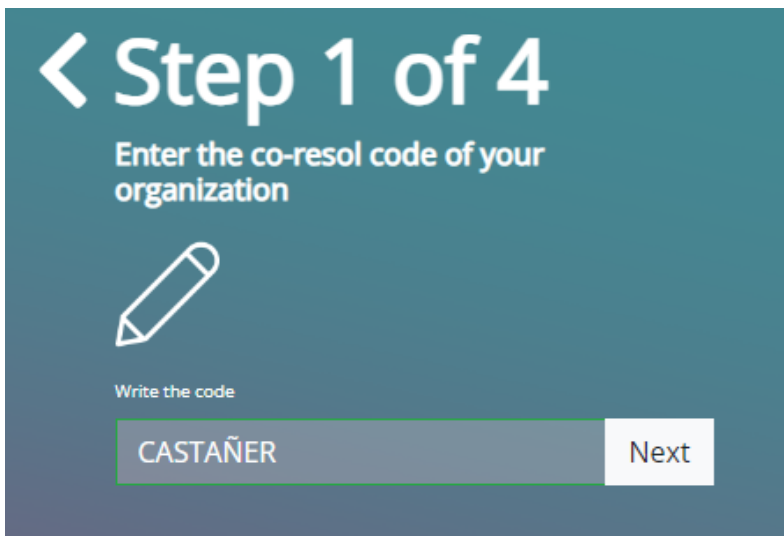 Step 1 of 4
Enter the co-resol code of your
organization
Write the code
CASTAÑER
Next